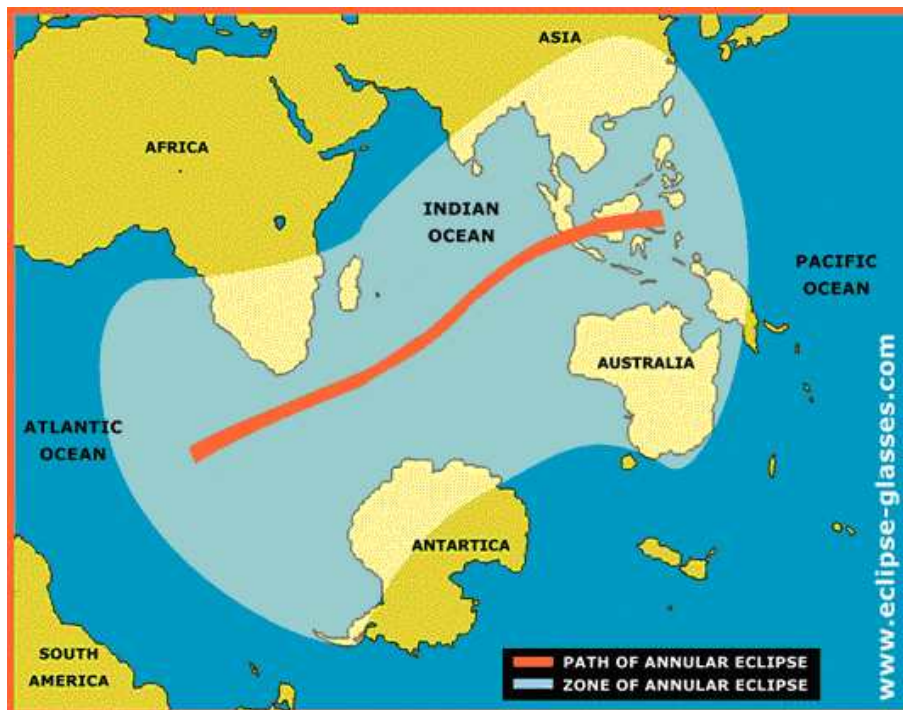 ASIA
AFRICA
INDIAN
OCEAN
PACIFIC
OCEAN
AUSTRALIA
ATLANTIC
OCEAN
ANTARTICA
SOUTH
AMERICA
PATH OF ANNULAR ECLIPSE
ZONE OF ANNULAR ECLIPSE
www.eclipse-glasses.com